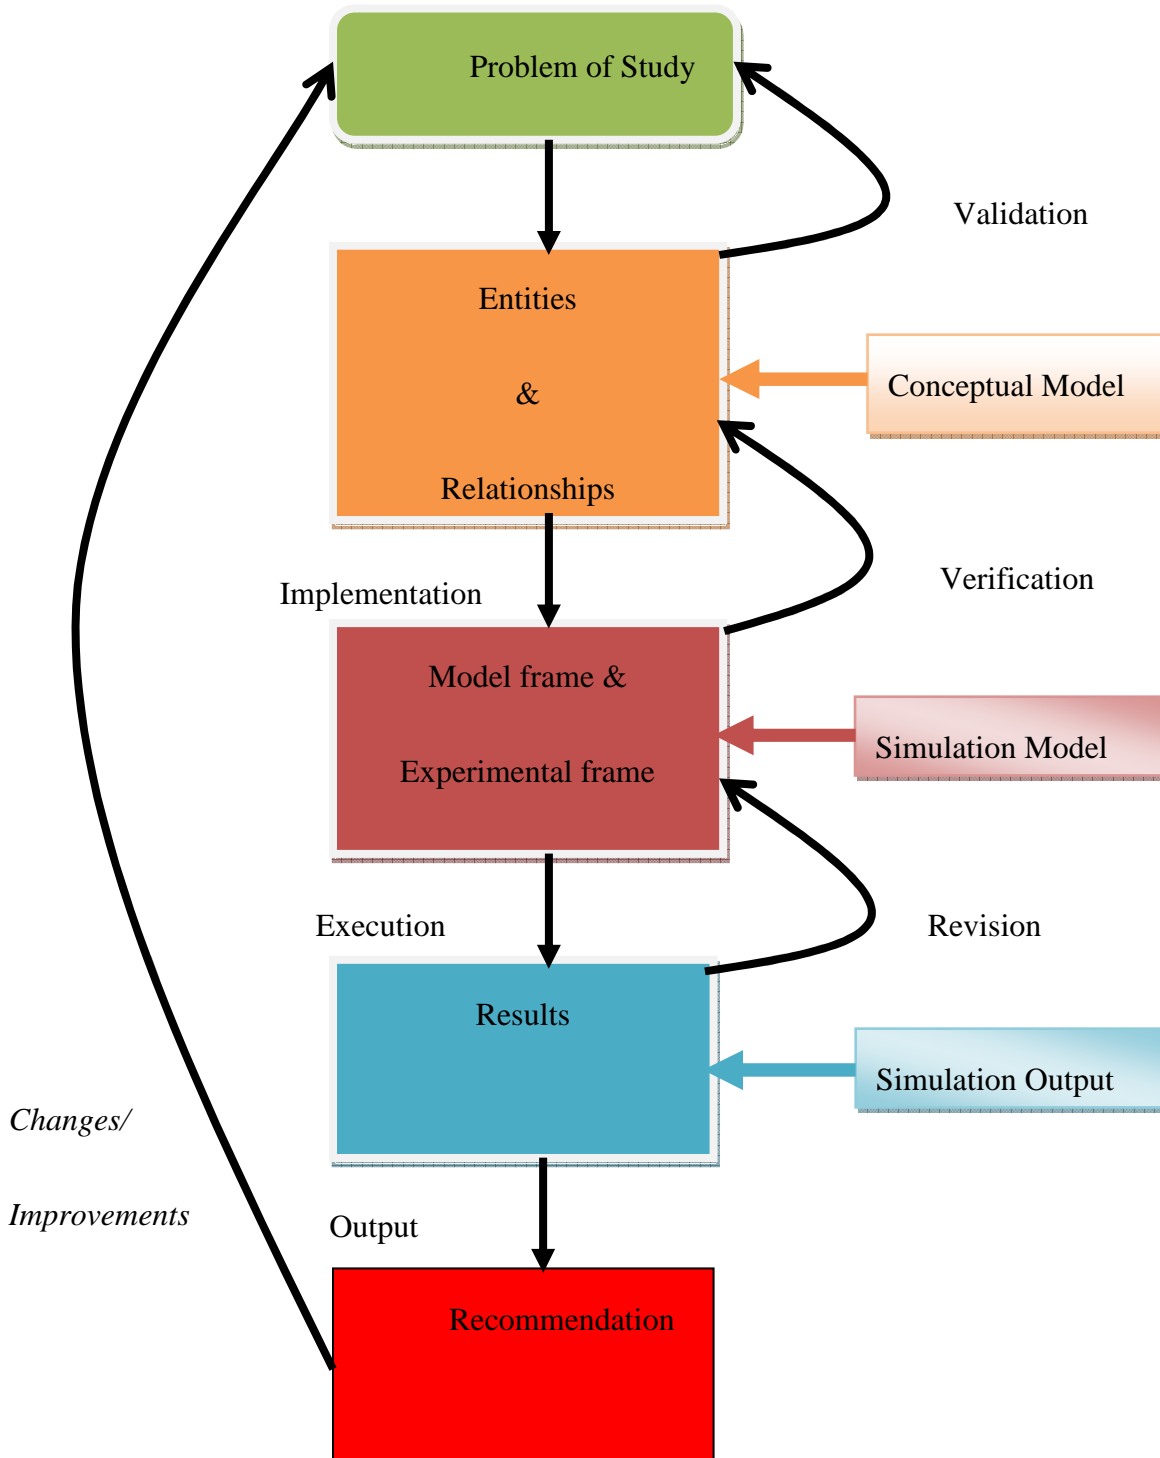 Problem of Study
Validation
Entities
&
Conceptual Model
Relationships
Verification
Implementation
Model frame &
Simulation Model
Experimental frame
Execution
Revision
Results
Simulation Output
Changes/
Improvements
Output
Recommendation